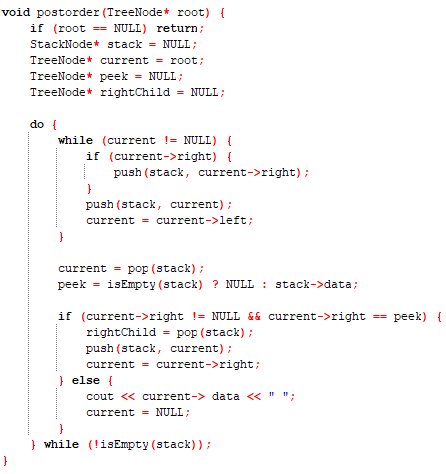 void postorder(TreeNode* root) {
    if (root == NULL) return;
    StackNode* stack = NULL;
    TreeNode* current = root;
    TreeNode* peek = NULL;
    TreeNode* rightChild = NULL;

    do {
        while (current != NULL) {
            if (current->right) {
                push(stack, current->right);
            }
            push(stack, current);
            current = current->left;
        }

        current = pop(stack);
        peek = isEmpty(stack) ? NULL : stack->data;

        if (current->right != NULL && current->right == peek) {
            rightChild = pop(stack);
            push(stack, current);
            current = current->right;
        } else {
            cout << current-> data << " ";
            current = NULL;
        }
    } while (!isEmpty(stack));
}